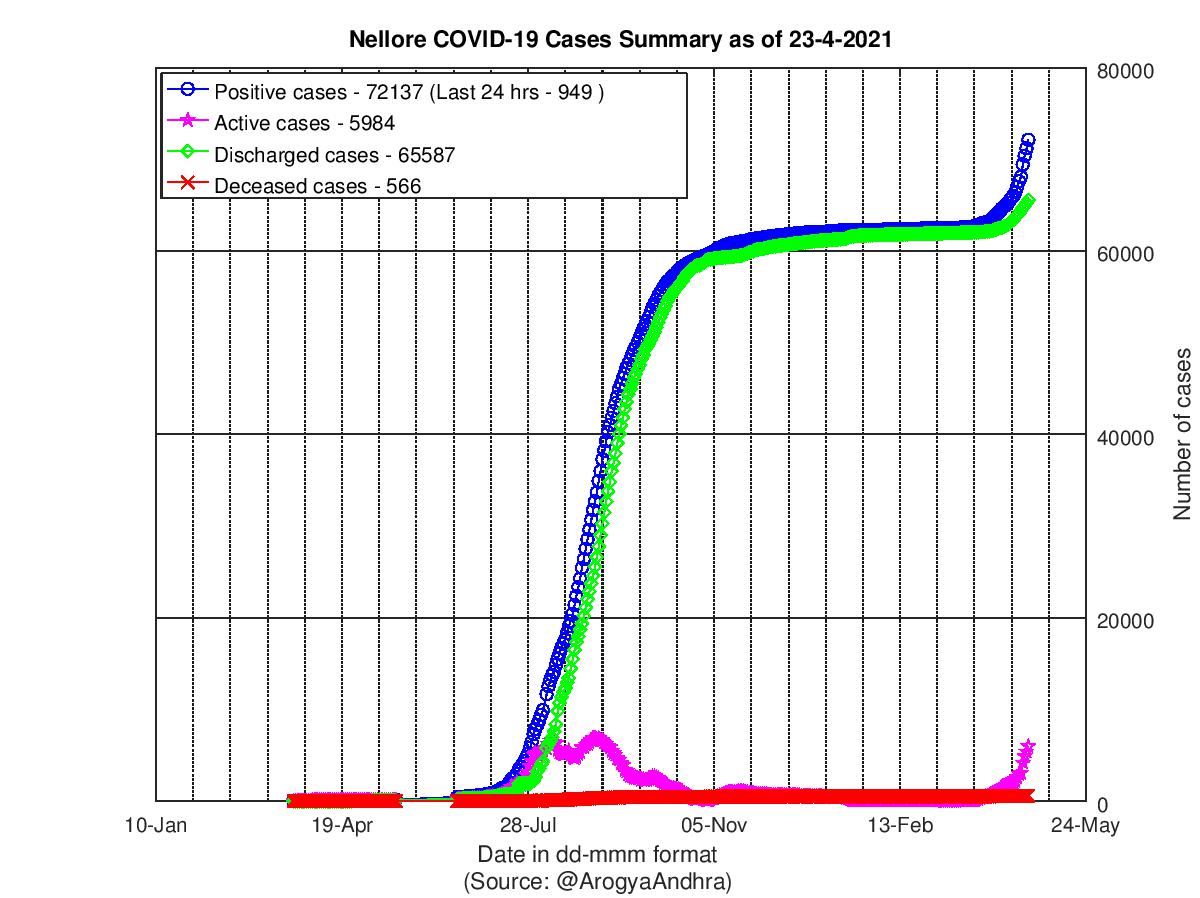 Nellore COVID-19 Cases Summary as of 23-4-2021
Positive cases - 72137 (Last 24 hrs - 949 )
Active cases - 5984
Discharged cases - 65587
Deceased cases - 566
80000
60000
40000
20000
0
Number of cases
10-Jan 19-Apr 28-Jul 05-Nov 13-Feb 24-May
Date in dd-mmm format
(Source: @ArogyaAndhra)